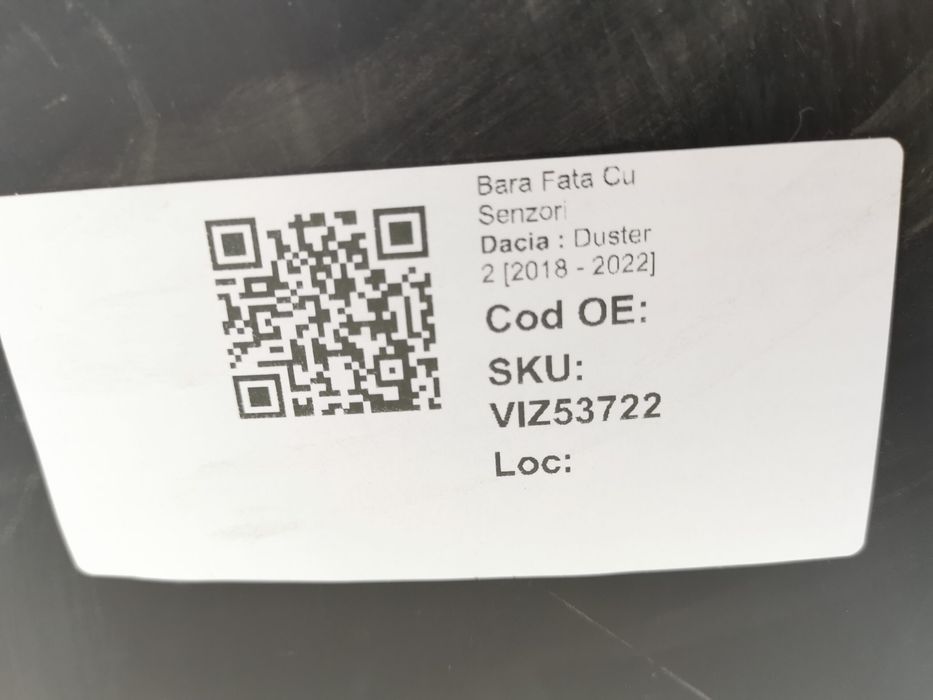 Bara Fata Cu
Senzori
Dacia : Duster
2 [2018 - 2022]
Cod OE:
SKU:
VIZ53722
Loc: